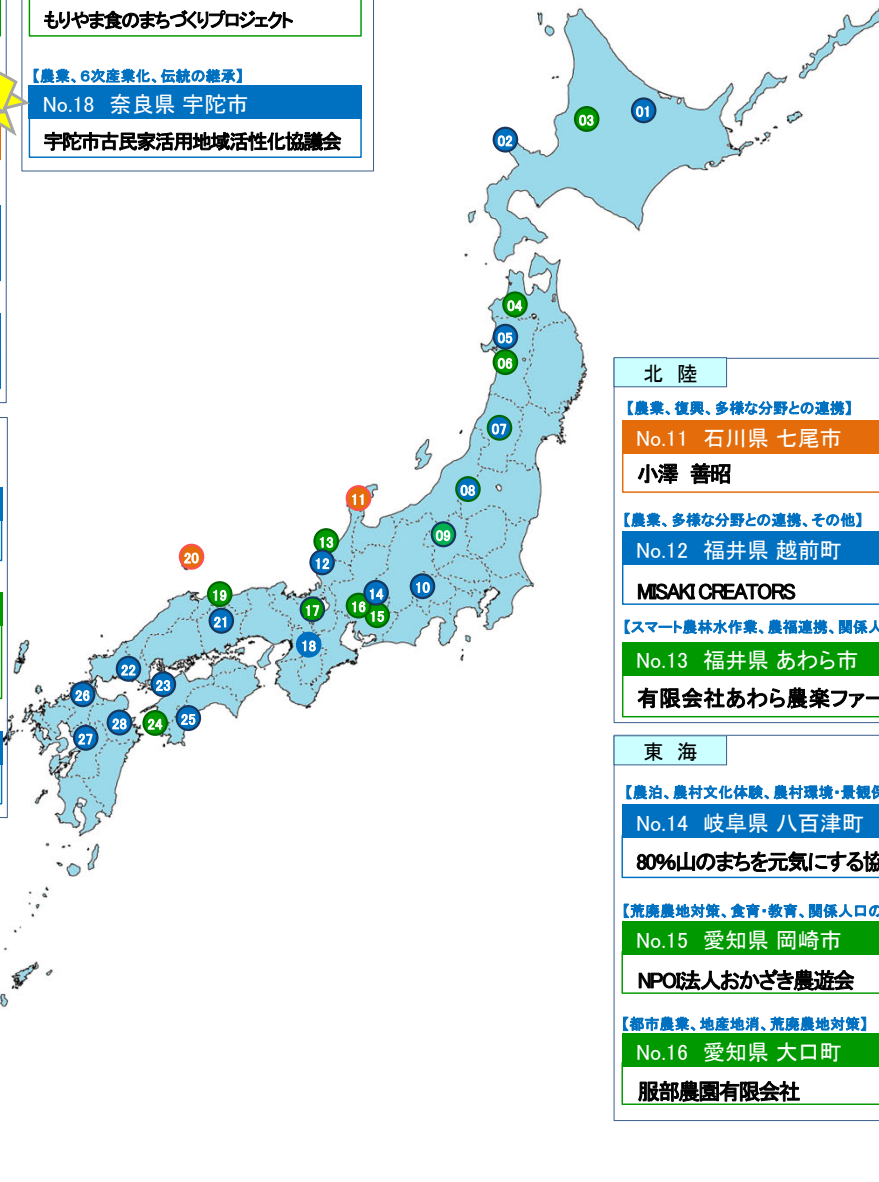 もりやま食のまちづくりプロジェクト
【農業、6次産業化、伝統の継承】
No.18 奈良県 宇陀市
宇陀市古民家活用地域活性化協議会
01
03
02
04
05
06
07
08
11
09
13
12
20
10
14
19
16
15
17
21
18
22
23
26
25
28
24
27
北 陸
【農業、復興、多様な分野との連携】
No.11 石川県 七尾市
小澤 善昭
【農業、多様な分野との連携、その他】
No.12 福井県 越前町
MISAKI CREATORS
【スマート農林水作業、農福連携、関係人
No.13 福井県 あわら市
有限会社あわら農楽ファー
東 海
【農泊、農村文化体験、農村環境・景観保
No.14 岐阜県 八百津町
80%山のまちを元気にする協
【荒廃農地対策、食育・教育、関係人口の
No.15 愛知県 岡崎市
NPO法人おかざき農遊会
【都市農業、地産地消、荒廃農地対策】
No.16 愛知県 大口町
服部農園有限会社